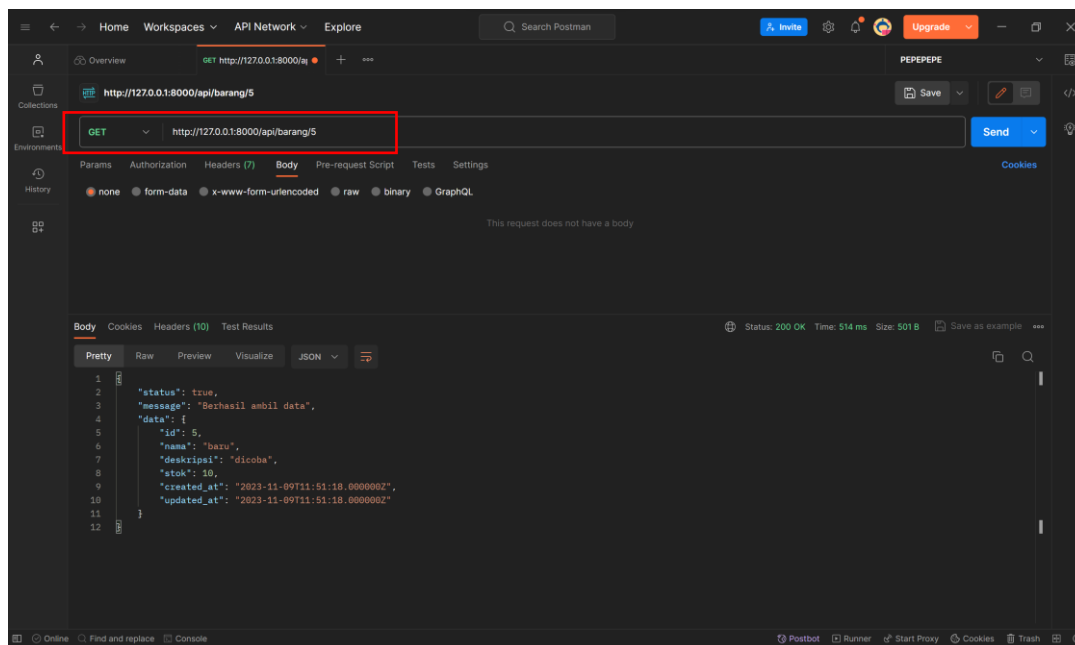 Home Workspaces API Network Explore Search Postman Invite Upgrade
Overview GET http://127.0.0.1:8000/a PEPEPEPE
http://127.0.0.1:8000/api/barang/5 Save
Collections
GET http://127.0.0.1:8000/api/barang/5 Send
Environments
Params Authorization Headers (7) Body Pre-request Script Tests Settings Cookies
History
none form-data x-www-form-urlencoded raw binary GraphQL
This request does not have a body
Body Cookies Headers (10) Test Results Status: 200 OK Time: 514 ms Size: 501 B Save as example
Pretty Raw Preview Visualize JSON
1 {
2 "status": true,
3 "message": "Berhasil ambil data",
4 "data": {
5 "id": 5,
6 "nama": "baru",
7 "deskripsi": "dicoba",
8 "stok": 10,
9 "created_at": "2023-11-09T11:51:18.000000Z",
10 "updated_at": "2023-11-09T11:51:18.000000Z"
11 }
12 }
Online Find and replace Console Postbot Runner Start Proxy Cookies Trash